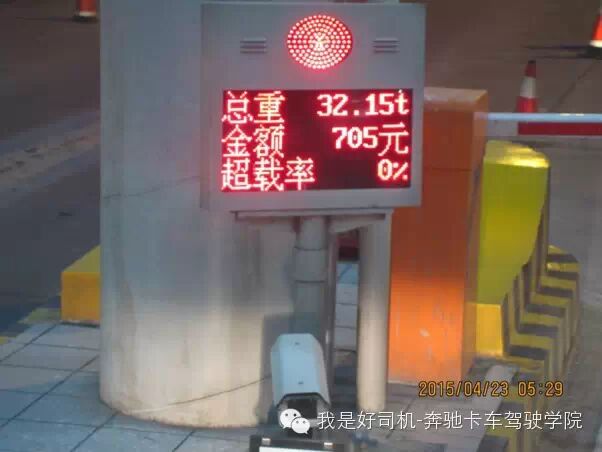 总重 32.15t
金额 705元
超载率 0%
2015/04/23 05:29
我是好司机-奔驰卡车驾驶学院